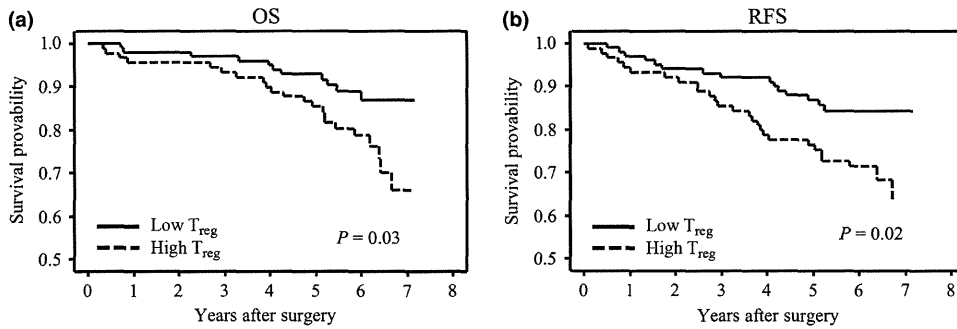 (a) OS
Survival provability
1.0
0.9
0.8
0.7
0.6
0.5
Low Treg
High Treg
P = 0.03
0 1 2 3 4 5 6 7 8
Years after surgery
(b) RFS
Survival provability
1.0
0.9
0.8
0.7
0.6
0.5
Low Treg
High Treg
P = 0.02
0 1 2 3 4 5 6 7 8
Years after surgery